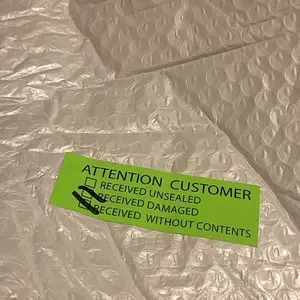 ATTENTION CUSTOMER
RECEIVED UNSEALED
RECEIVED DAMAGED
RECEIVED WITHOUT CONTENTS